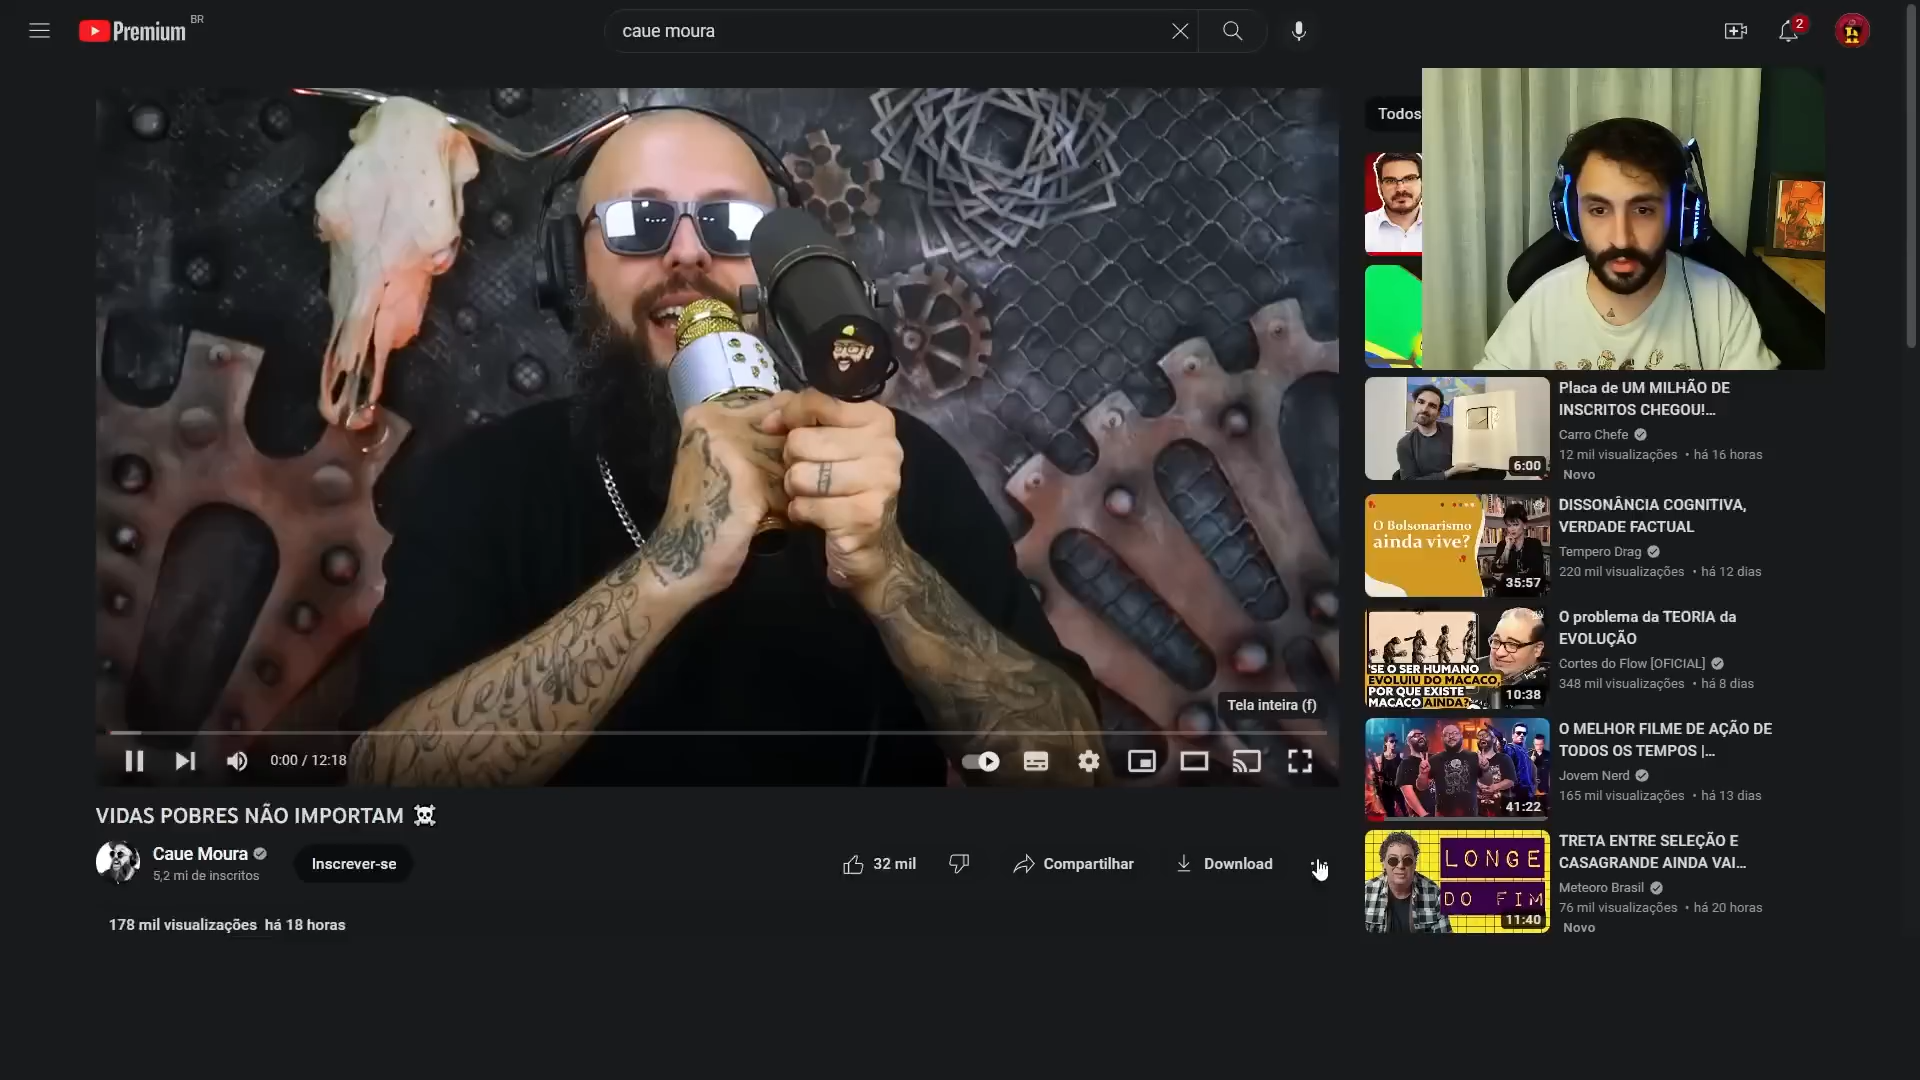 Premium
BR
caue moura
2
Todos
Tela inteira (f)
0:00 / 12:18
VIDAS POBRES NÃO IMPORTAM
Caue Moura
5,2 mi de inscritos
Inscrever-se
32 mil
Compartilhar
Download
178 mil visualizações há 18 horas
6:00
Placa de UM MILHÃO DE
INSCRITOS CHEGOU!...
Carro Chefe
12 mil visualizações • há 16 horas
Novo
O Bolsonarismo
ainda vive?
35:57
DISSONÂNCIA COGNITIVA,
VERDADE FACTUAL
Tempero Drag
220 mil visualizações • há 12 dias
'SE O SER HUMANO
EVOLUIU DO MACACO,
POR QUE EXISTE
MACACO AINDA?'
10:38
O problema da TEORIA da
EVOLUÇÃO
Cortes do Flow [OFICIAL]
348 mil visualizações • há 8 dias
41:22
O MELHOR FILME DE AÇÃO DE
TODOS OS TEMPOS |...
Jovem Nerd
165 mil visualizações • há 13 dias
LONGE
DO FIM
11:40
TRETA ENTRE SELEÇÃO E
CASAGRANDE AINDA VAI...
Meteoro Brasil
76 mil visualizações • há 20 horas
Novo